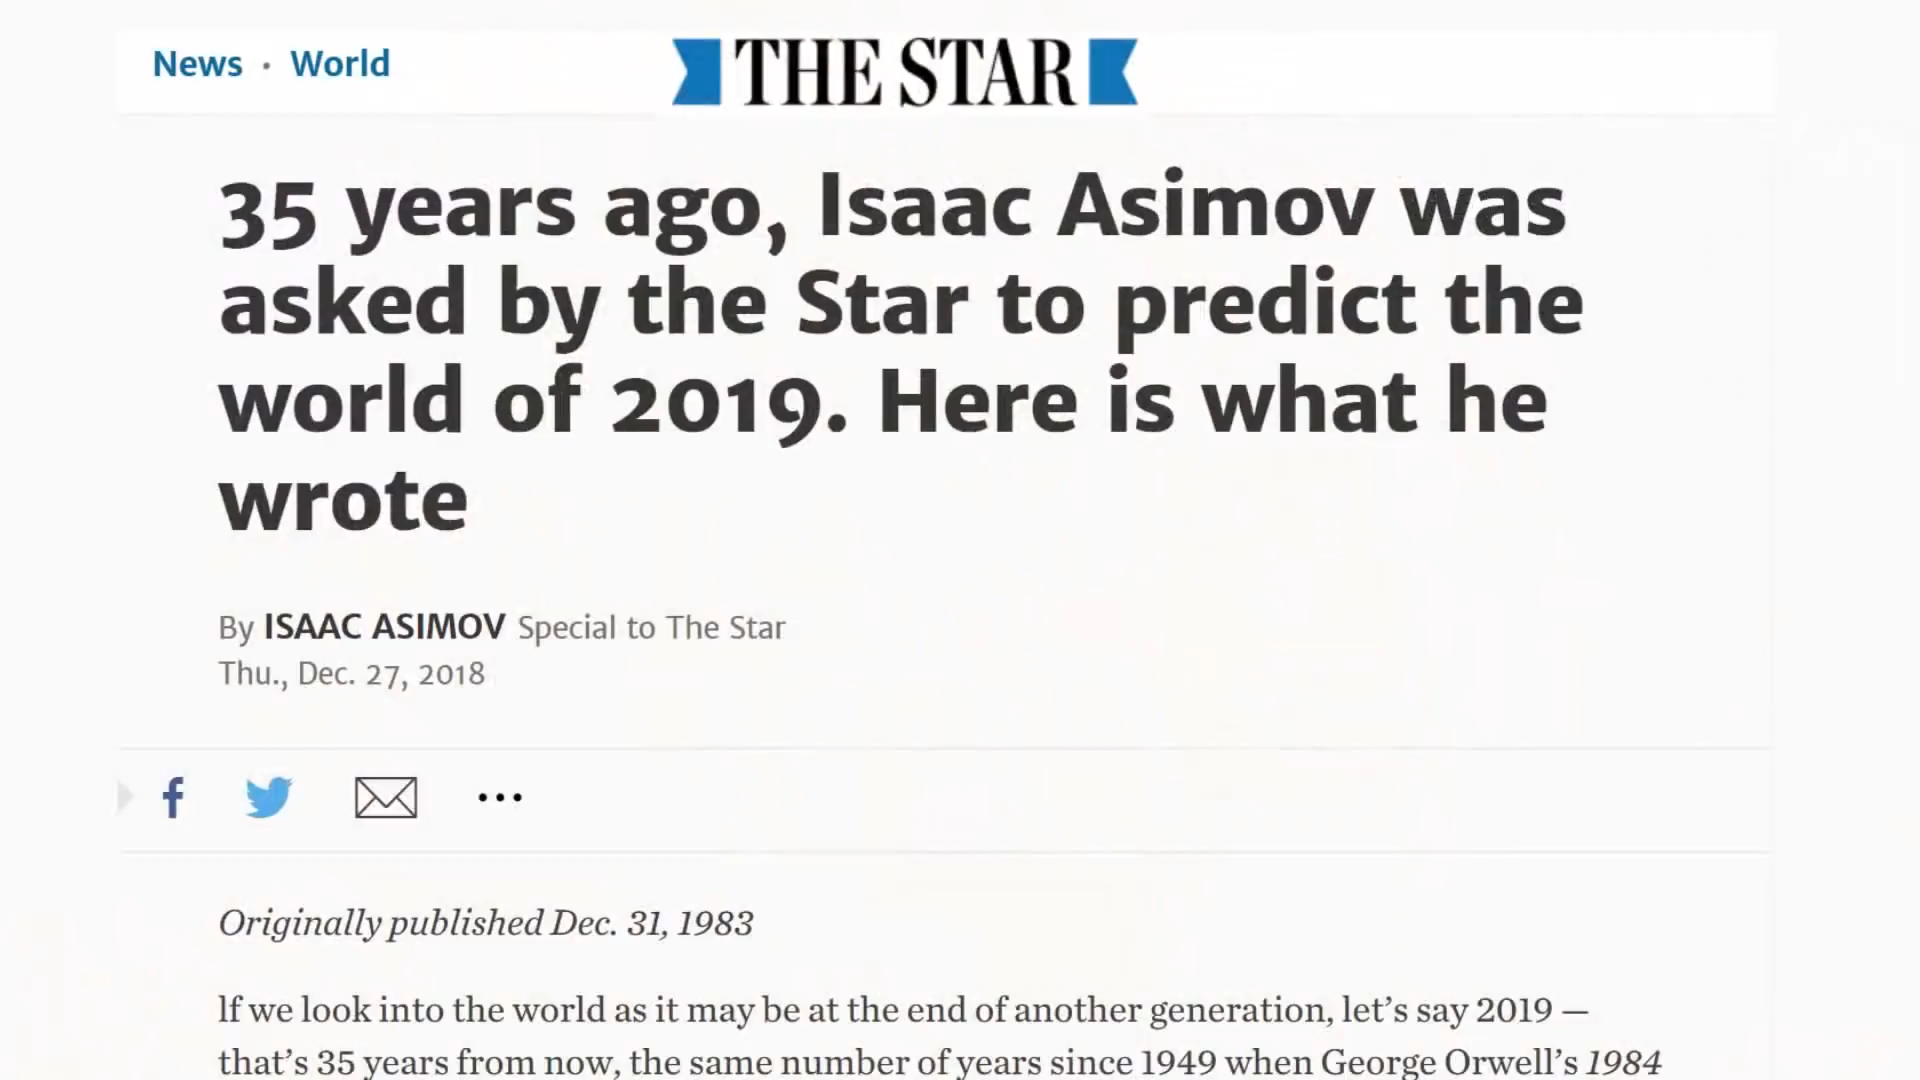 News · World
THE STAR
35 years ago, Isaac Asimov was
asked by the Star to predict the
world of 2019. Here is what he
wrote
By ISAAC ASIMOV Special to The Star
Thu., Dec. 27, 2018
Originally published Dec. 31, 1983
If we look into the world as it may be at the end of another generation, let’s say 2019 —
that’s 35 years from now, the same number of years since 1949 when George Orwell’s 1984